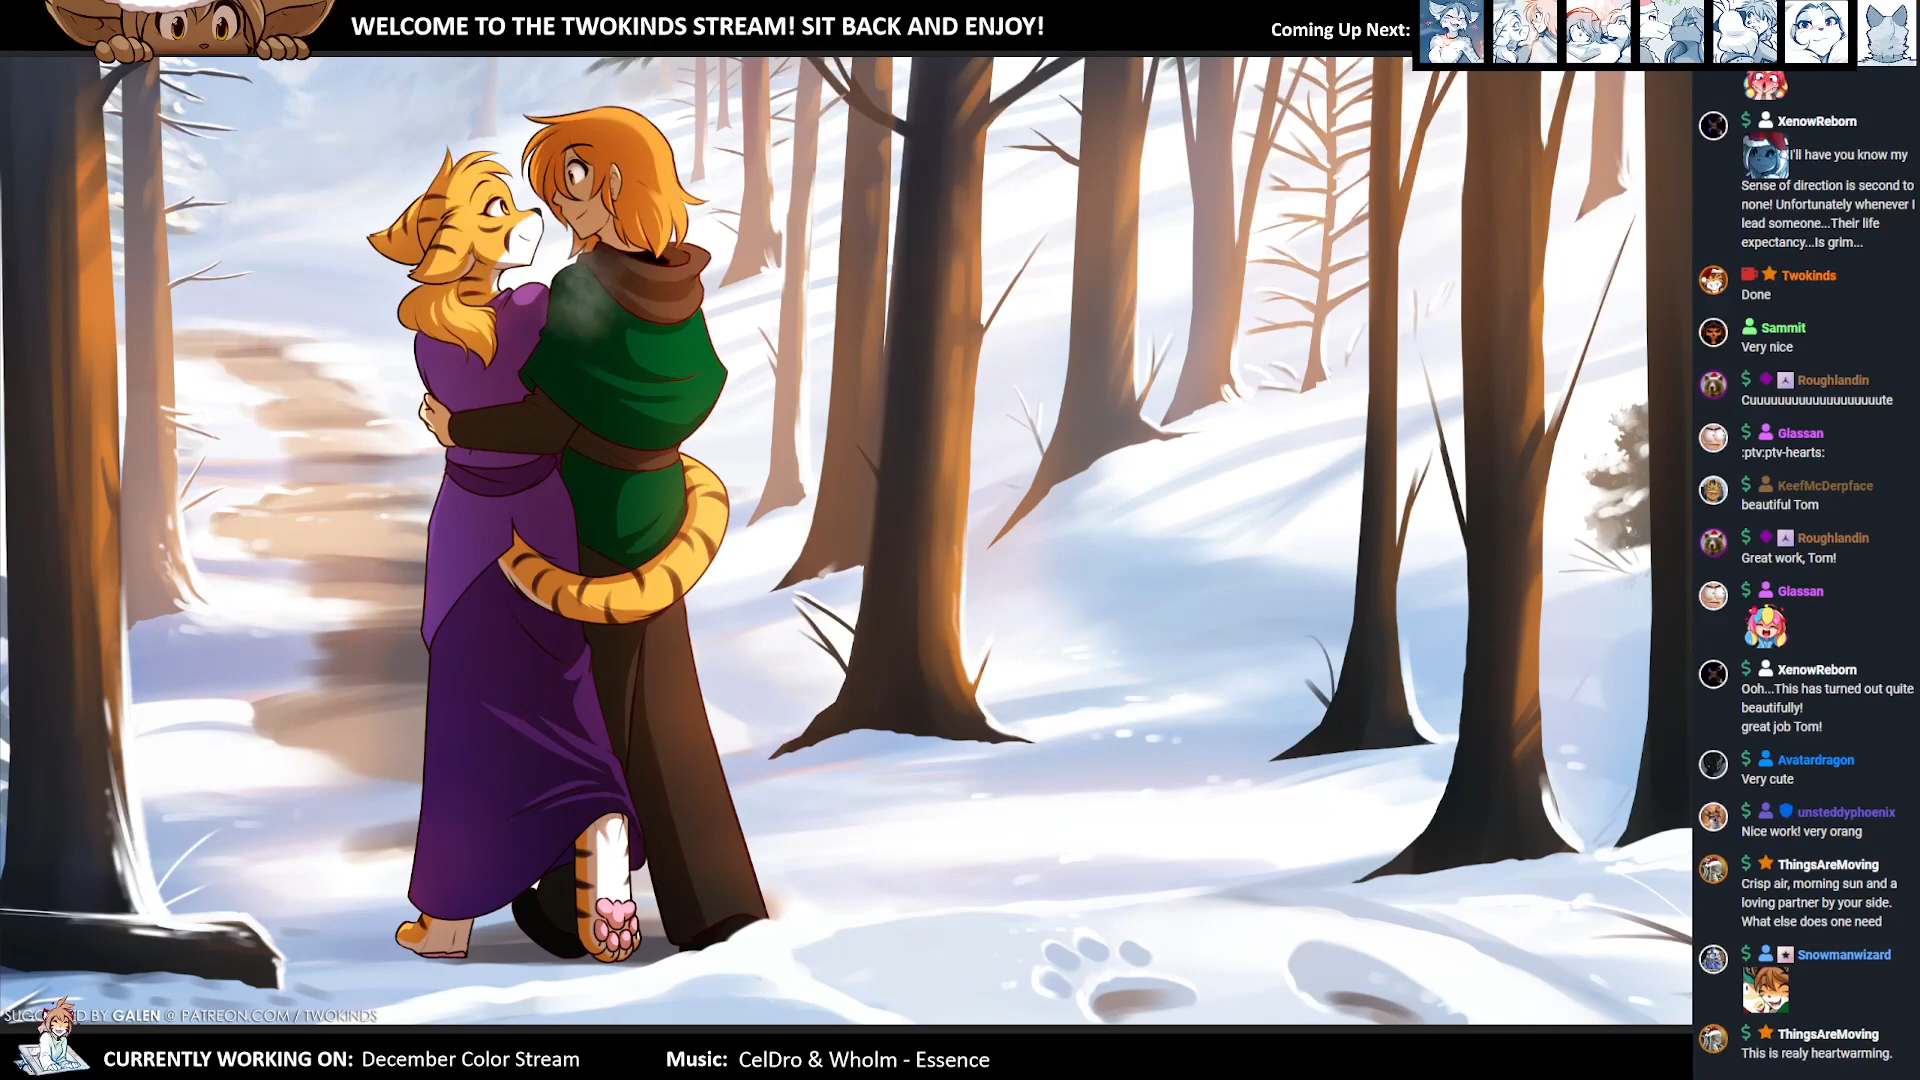 WELCOME TO THE TWOKINDS STREAM! SIT BACK AND ENJOY!
Coming Up Next:
XenowReborn
I'll have you know my
Sense of direction is second to
none! Unfortunately whenever I
lead someone...Their life
expectancy...Is grim...
Twokinds
Done
Sammit
Very nice
Roughlandin
Cuuuuuuuuuuuuuuuuuute
Glassan
:ptv:ptv-hearts:
KeefMcDerpface
beautiful Tom
Roughlandin
Great work, Tom!
Glassan
XenowReborn
Ooh...This has turned out quite
beautifully!
great job Tom!
Avatardragon
Very cute
unsteddyphoenix
Nice work! very orang
ThingsAreMoving
Crisp air, morning sun and a
loving partner by your side.
What else does one need
Snowmanwizard
ThingsAreMoving
This is realy heartwarming.
BY GALEN @ PATREON.COM / TWOKINDS
CURRENTLY WORKING ON: December Color Stream
Music: CelDro & Wholm - Essence